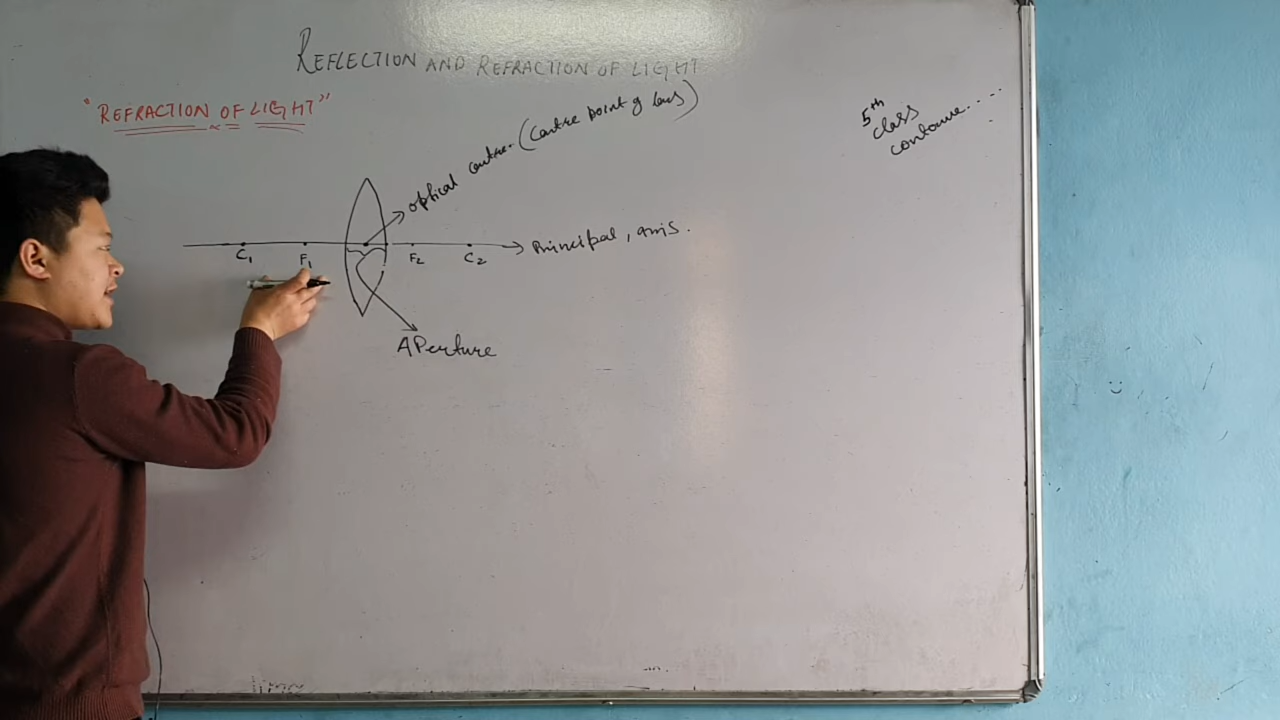 REFLECTION AND REFRACTION OF LIGHT
"REFRACTION OF LIGHT"
5th
class
continue....
optical centre. (Centre point of lens)
Principal, axis.
C1 F1 F2 C2
APerture